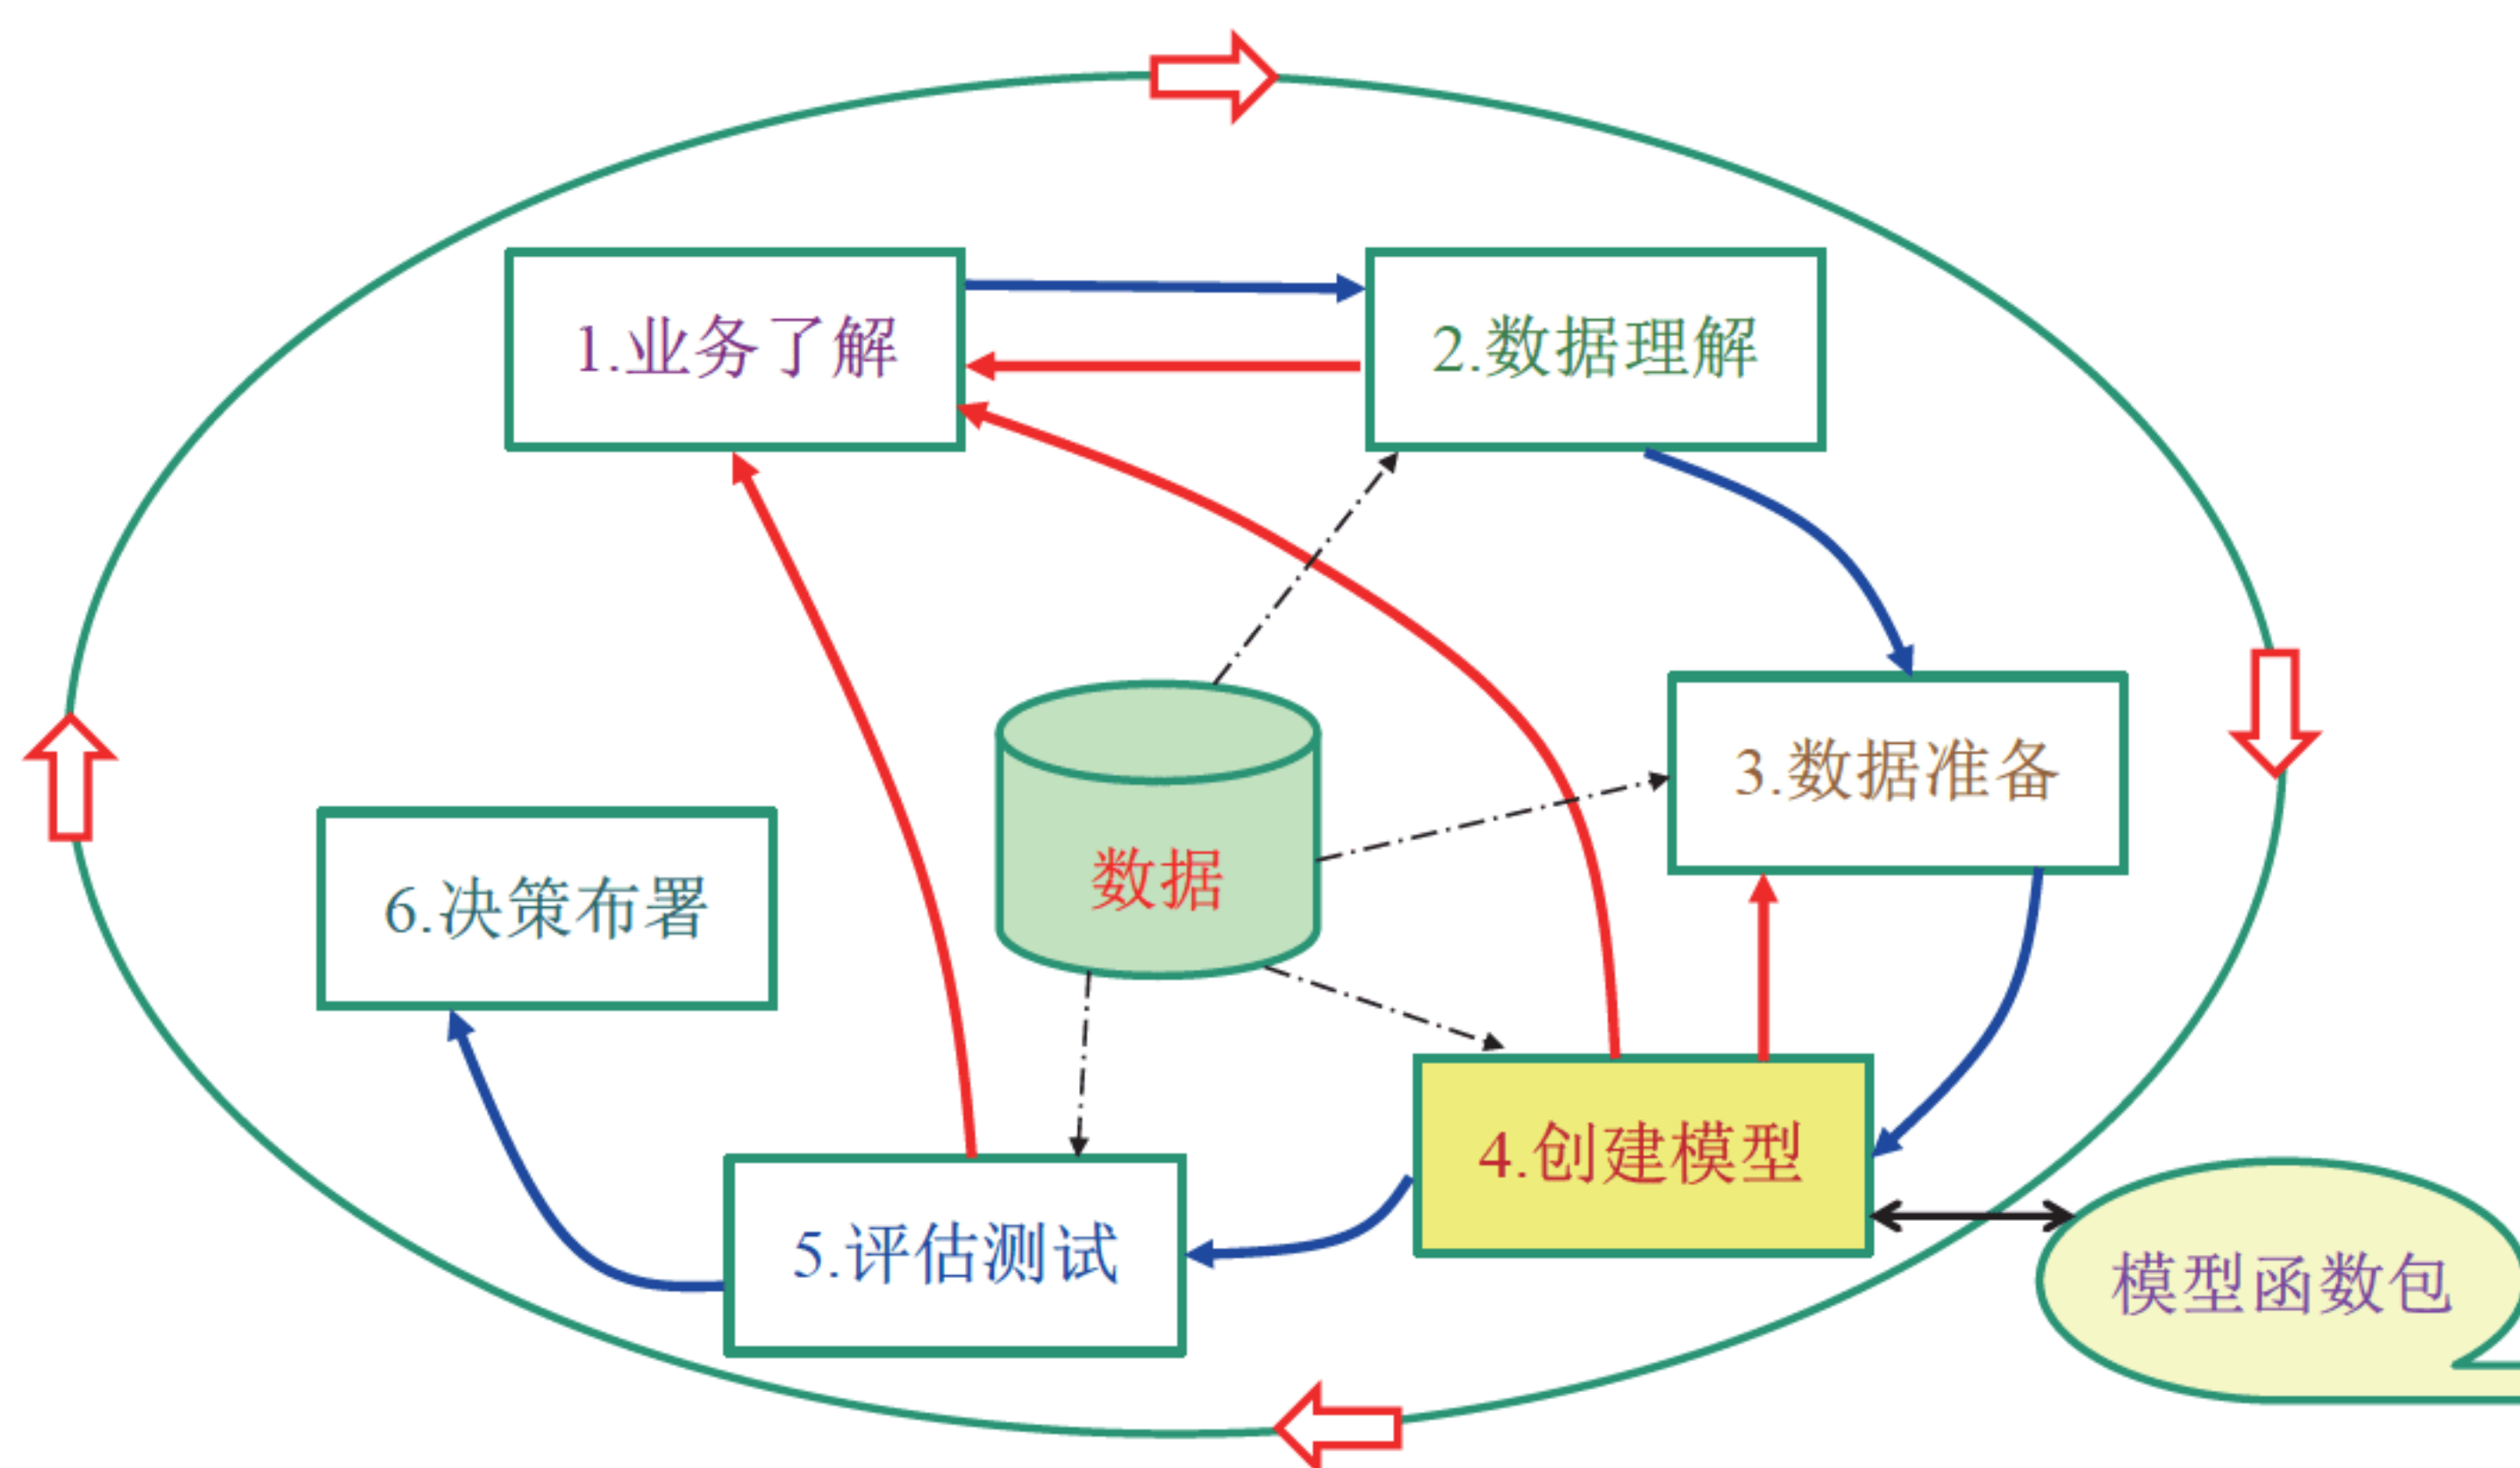 1.业务了解
2.数据理解
3.数据准备
数据
6.决策布署
4.创建模型
5.评估测试
模型函数包